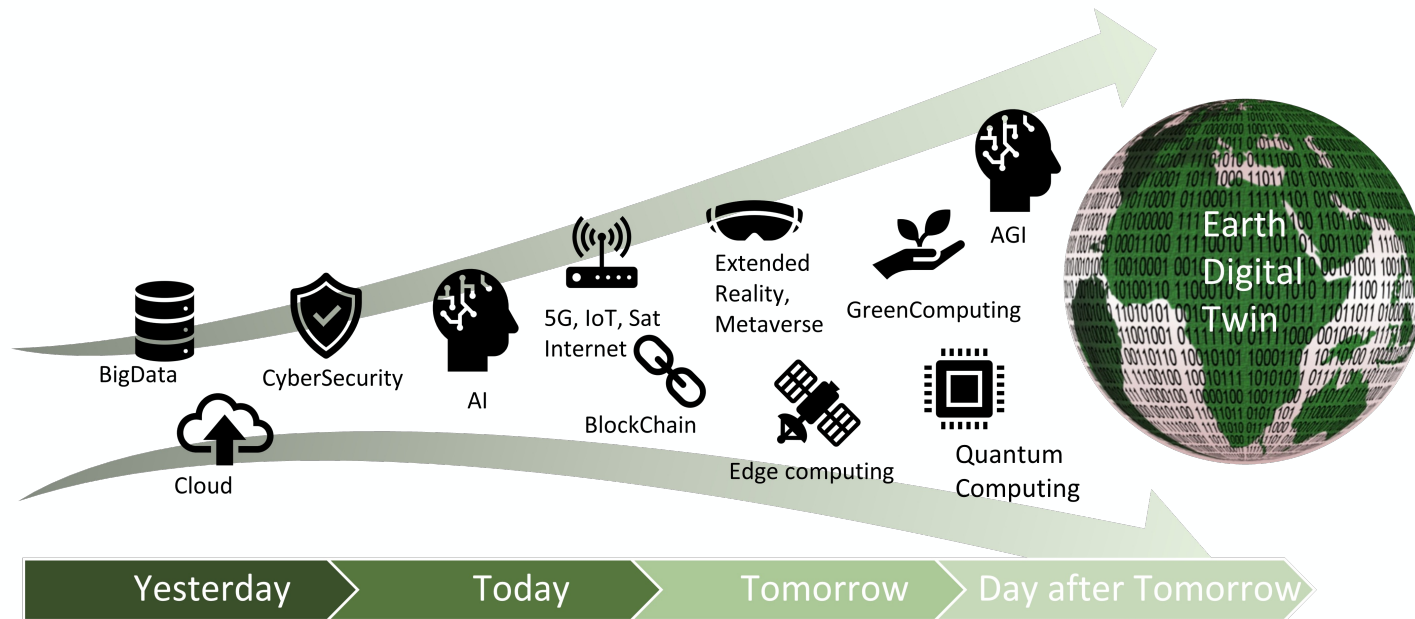 BigData
CyberSecurity
AI
5G, IoT, Sat
Internet
Extended
Reality,
Metaverse
GreenComputing
AGI
Earth
Digital
Twin
Cloud
BlockChain
Edge computing
Quantum
Computing
Yesterday
Today
Tomorrow
Day after Tomorrow